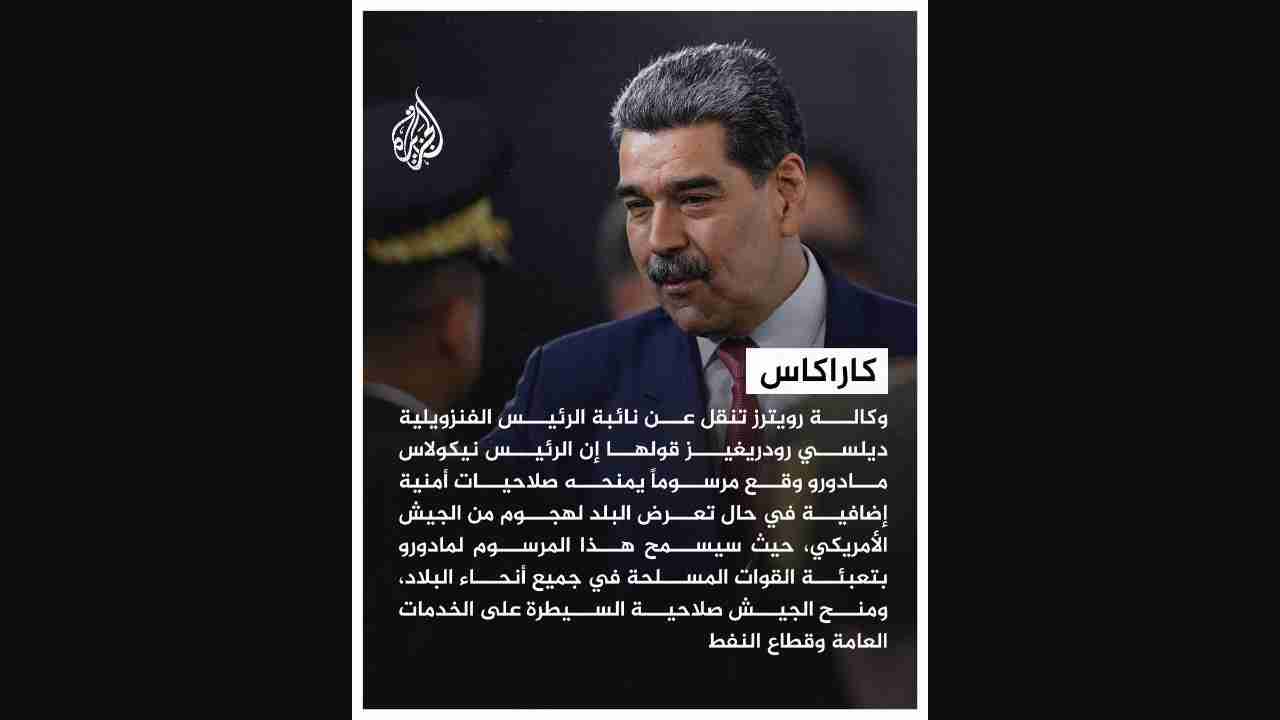 الجزيرة
كاراكاس
وكالة رويترز تنقل عن نائبة الرئيس الفنزويلية
ديلسي رودريغيز قولها إن الرئيس نيكولاس
مادورو وقع مرسوماً يمنحه صلاحيات أمنية
إضافية في حال تعرض البلد لهجوم من الجيش
الأمريكي، حيث سيسمح هذا المرسوم لمادورو
بتعبئة القوات المسلحة في جميع أنحاء البلاد،
ومنح الجيش صلاحية السيطرة على الخدمات
العامة وقطاع النفط